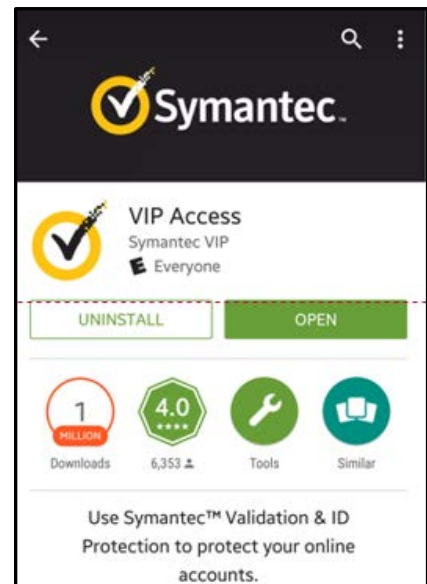 Symantec™
VIP Access
Symantec VIP
E Everyone
UNINSTALL OPEN
1 4.0
MILLION
Downloads 6,353 Tools Similar
Use Symantec™ Validation & ID
Protection to protect your online
accounts.